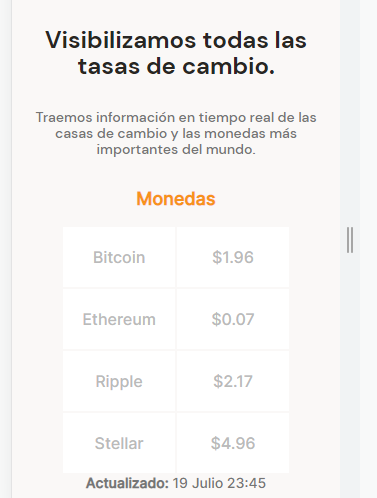 Visibilizamos todas las
tasas de cambio.
Traemos información en tiempo real de las
casas de cambio y las monedas más
importantes del mundo.
Monedas
Bitcoin $1.96
Ethereum $0.07
Ripple $2.17
Stellar $4.96
Actualizado: 19 Julio 23:45